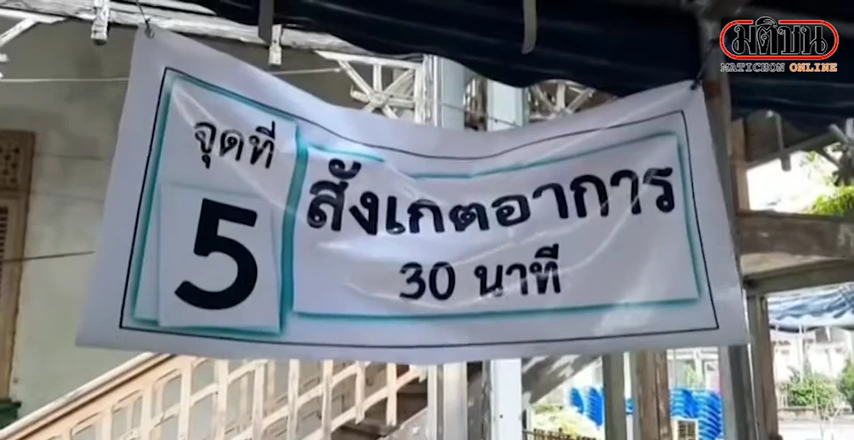 มติชน
MATICHON ONLINE
จุดที่
5
สังเกตอาการ
30 นาที